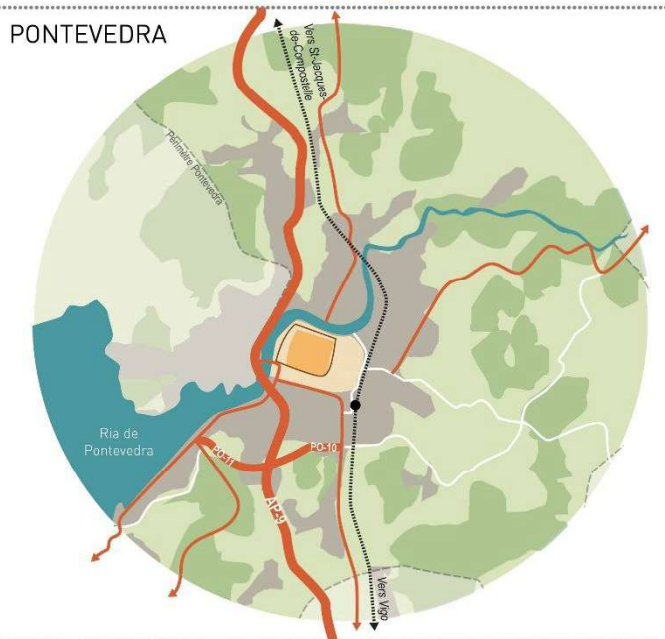 PONTEVEDRA
Vers St-Jacques-
de-Compostelle
Périmètre Pontevedra
Ria de
Pontevedra
PO-11
PO-10
AP-9
Vers Vigo